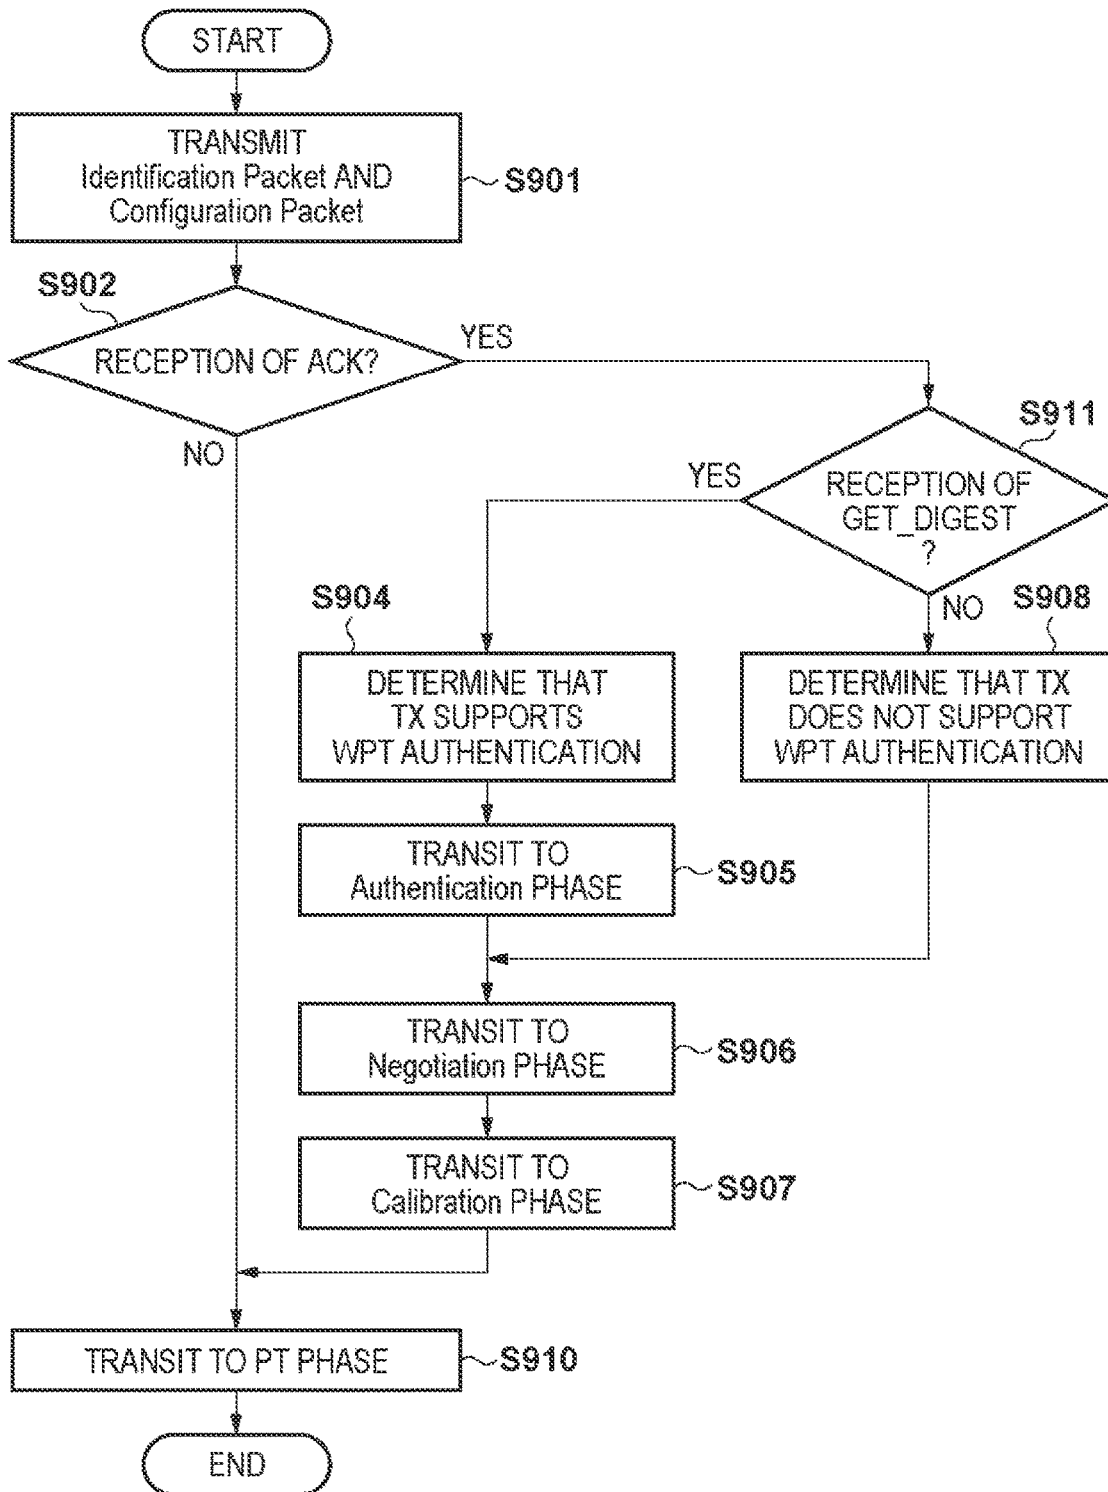 START
TRANSMIT
Identification Packet AND
Configuration Packet
S901
S902
RECEPTION OF ACK?
YES
NO
S911
RECEPTION OF
GET_DIGEST
?
YES
NO
S904
DETERMINE THAT
TX SUPPORTS
WPT AUTHENTICATION
S908
DETERMINE THAT TX
DOES NOT SUPPORT
WPT AUTHENTICATION
TRANSIT TO
Authentication PHASE
S905
TRANSIT TO
Negotiation PHASE
S906
TRANSIT TO
Calibration PHASE
S907
TRANSIT TO PT PHASE
S910
END